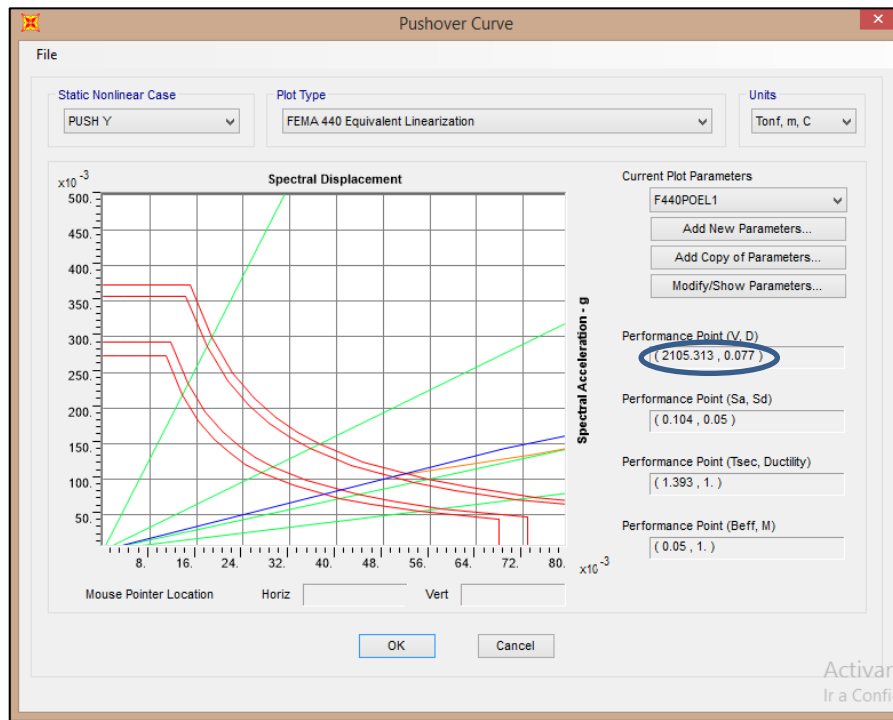 Pushover Curve
File
Static Nonlinear Case
PUSH Y
Plot Type
FEMA 440 Equivalent Linearization
Units
Tonf, m, C
x10 -3
Spectral Displacement
500.
450.
400.
350.
300.
250.
200.
150.
100.
50.
8. 16. 24. 32. 40. 48. 56. 64. 72. 80.
x10 -3
Spectral Acceleration - g
Mouse Pointer Location Horiz Vert
Current Plot Parameters
F440POEL1
Add New Parameters...
Add Copy of Parameters...
Modify/Show Parameters...
Performance Point (V, D)
( 2105.313 , 0.077 )
Performance Point (Sa, Sd)
( 0.104 , 0.05 )
Performance Point (Tsec, Ductility)
( 1.393 , 1. )
Performance Point (Beff, M)
( 0.05 , 1. )
OK Cancel
Activar
Ir a Confi